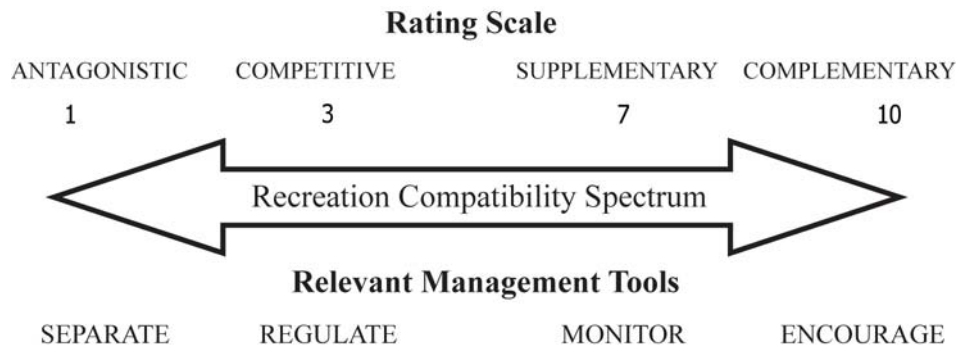 Rating Scale
ANTAGONISTIC COMPETITIVE SUPPLEMENTARY COMPLEMENTARY
1 3 7 10
Recreation Compatibility Spectrum
Relevant Management Tools
SEPARATE REGULATE MONITOR ENCOURAGE